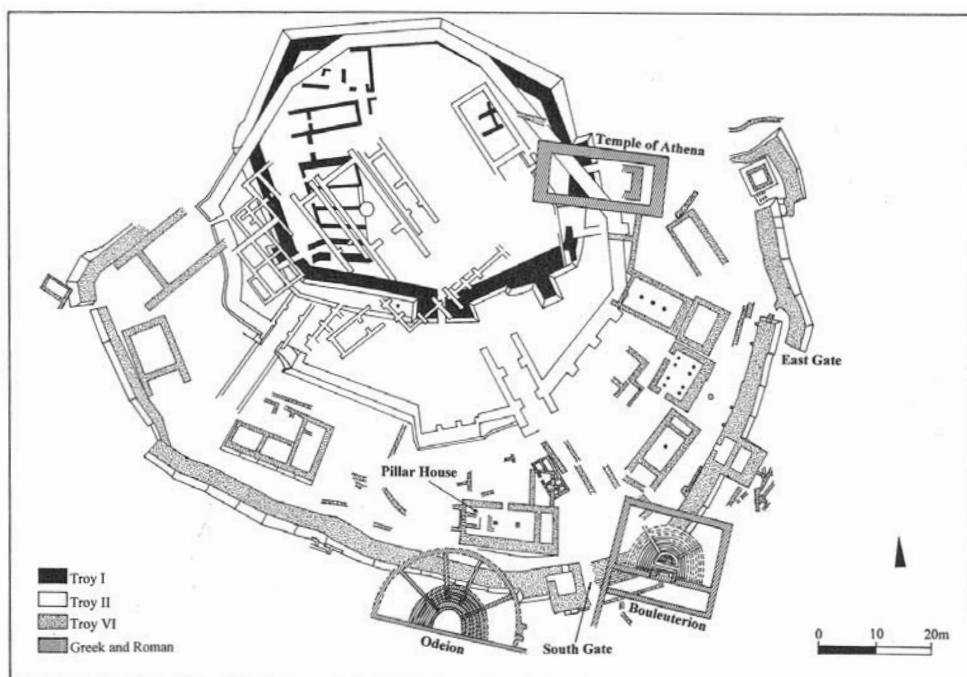 Temple of Athena
East Gate
Pillar House
Bouleuterion
Odeion
South Gate
Troy I
Troy II
Troy VI
Greek and Roman
0 10 20m